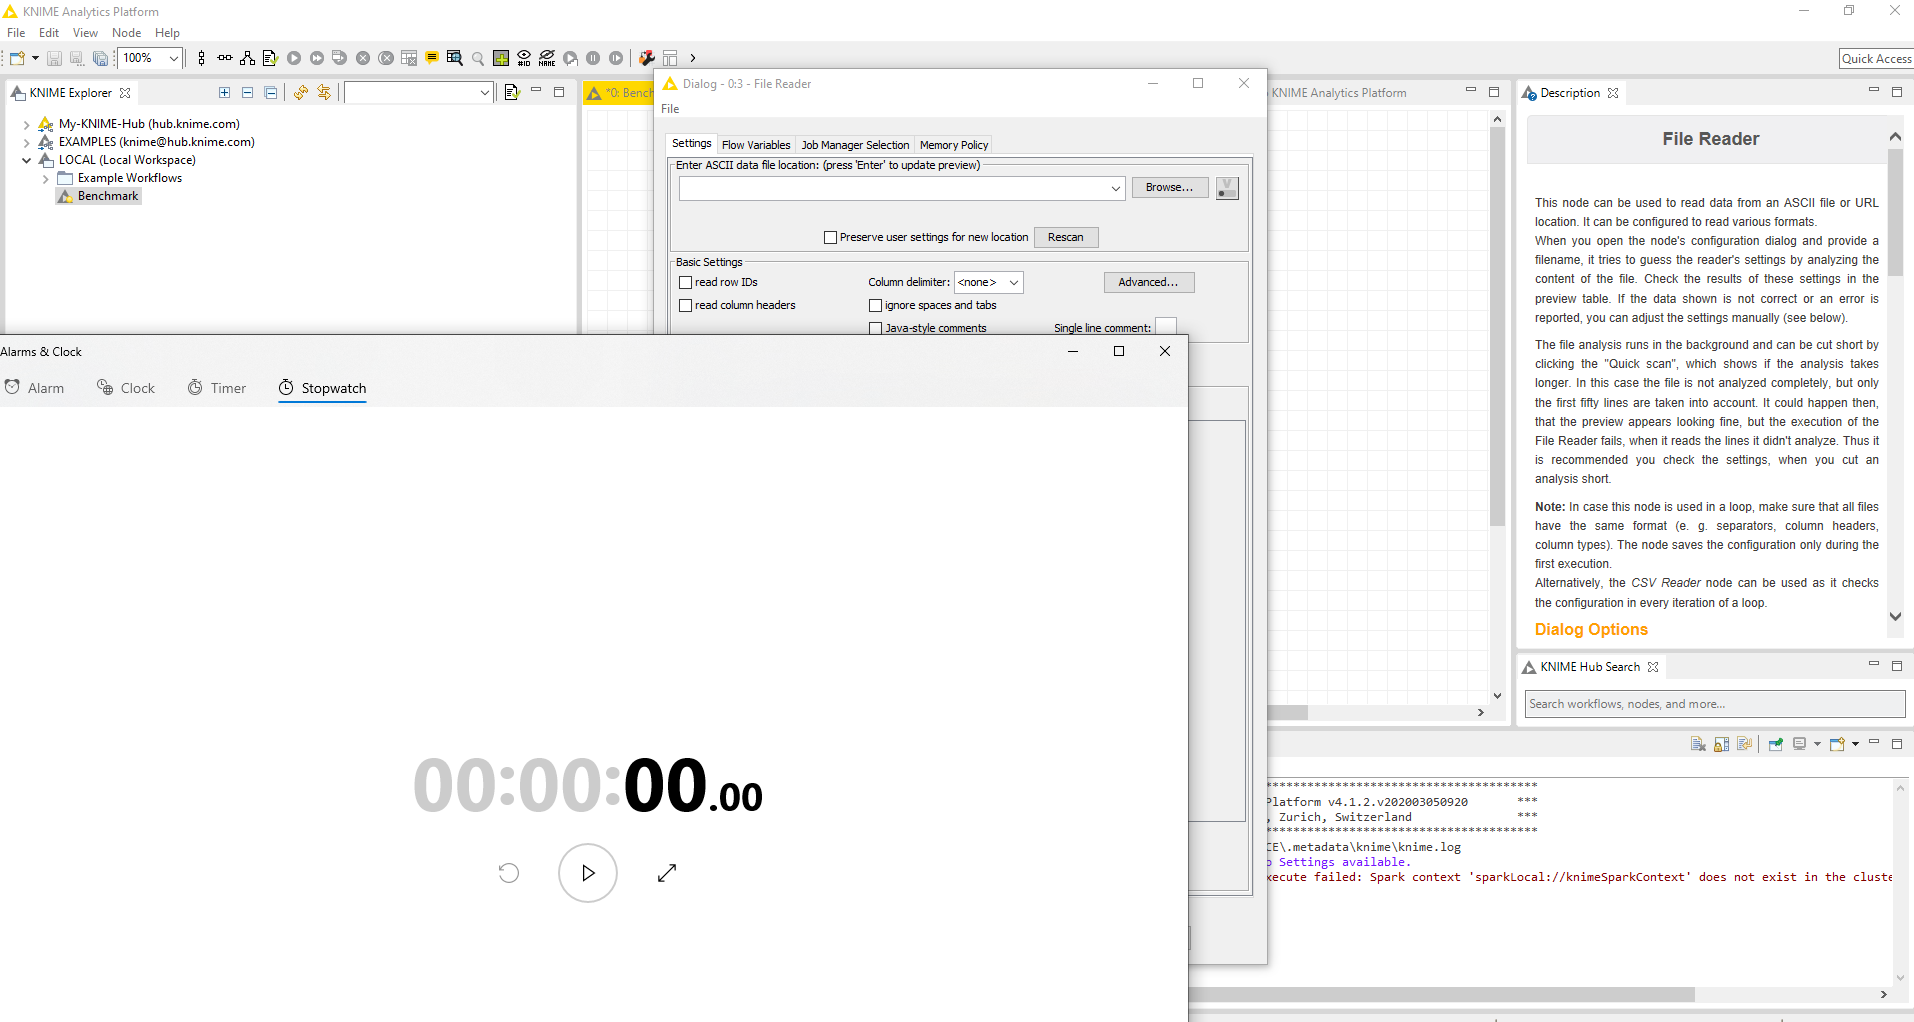 KNIME Analytics Platform
File Edit View Node Help
100%
Quick Access
KNIME Explorer
My-KNIME-Hub (hub.knime.com)
EXAMPLES (knime@hub.knime.com)
LOCAL (Local Workspace)
Example Workflows
Benchmark
*0: Bench
Dialog - 0:3 - File Reader
File
Settings Flow Variables Job Manager Selection Memory Policy
Enter ASCII data file location: (press 'Enter' to update preview)
Browse...
V
Preserve user settings for new location Rescan
Basic Settings
read row IDs Column delimiter: <none> Advanced...
read column headers ignore spaces and tabs
Java-style comments Single line comment:
KNIME Analytics Platform
Description
File Reader
This node can be used to read data from an ASCII file or URL
location. It can be configured to read various formats.
When you open the node's configuration dialog and provide a
filename, it tries to guess the reader's settings by analyzing the
content of the file. Check the results of these settings in the
preview table. If the data shown is not correct or an error is
reported, you can adjust the settings manually (see below).
The file analysis runs in the background and can be cut short by
clicking the "Quick scan", which shows if the analysis takes
longer. In this case the file is not analyzed completely, but only
the first fifty lines are taken into account. It could happen then,
that the preview appears looking fine, but the execution of the
File Reader fails, when it reads the lines it didn't analyze. Thus it
is recommended you check the settings, when you cut an
analysis short.
Note: In case this node is used in a loop, make sure that all files
have the same format (e. g. separators, column headers,
column types). The node saves the configuration only during the
first execution.
Alternatively, the CSV Reader node can be used as it checks
the configuration in every iteration of a loop.
Dialog Options
KNIME Hub Search
Search workflows, nodes, and more...
Alarms & Clock
Alarm Clock Timer Stopwatch
00:00:00.00
***************************************
Platform v4.1.2.v202003050920 ***
, Zurich, Switzerland ***
***************************************
CE\.metadata\knime\knime.log
o Settings available.
xecute failed: Spark context 'sparkLocal://knimeSparkContext' does not exist in the cluste